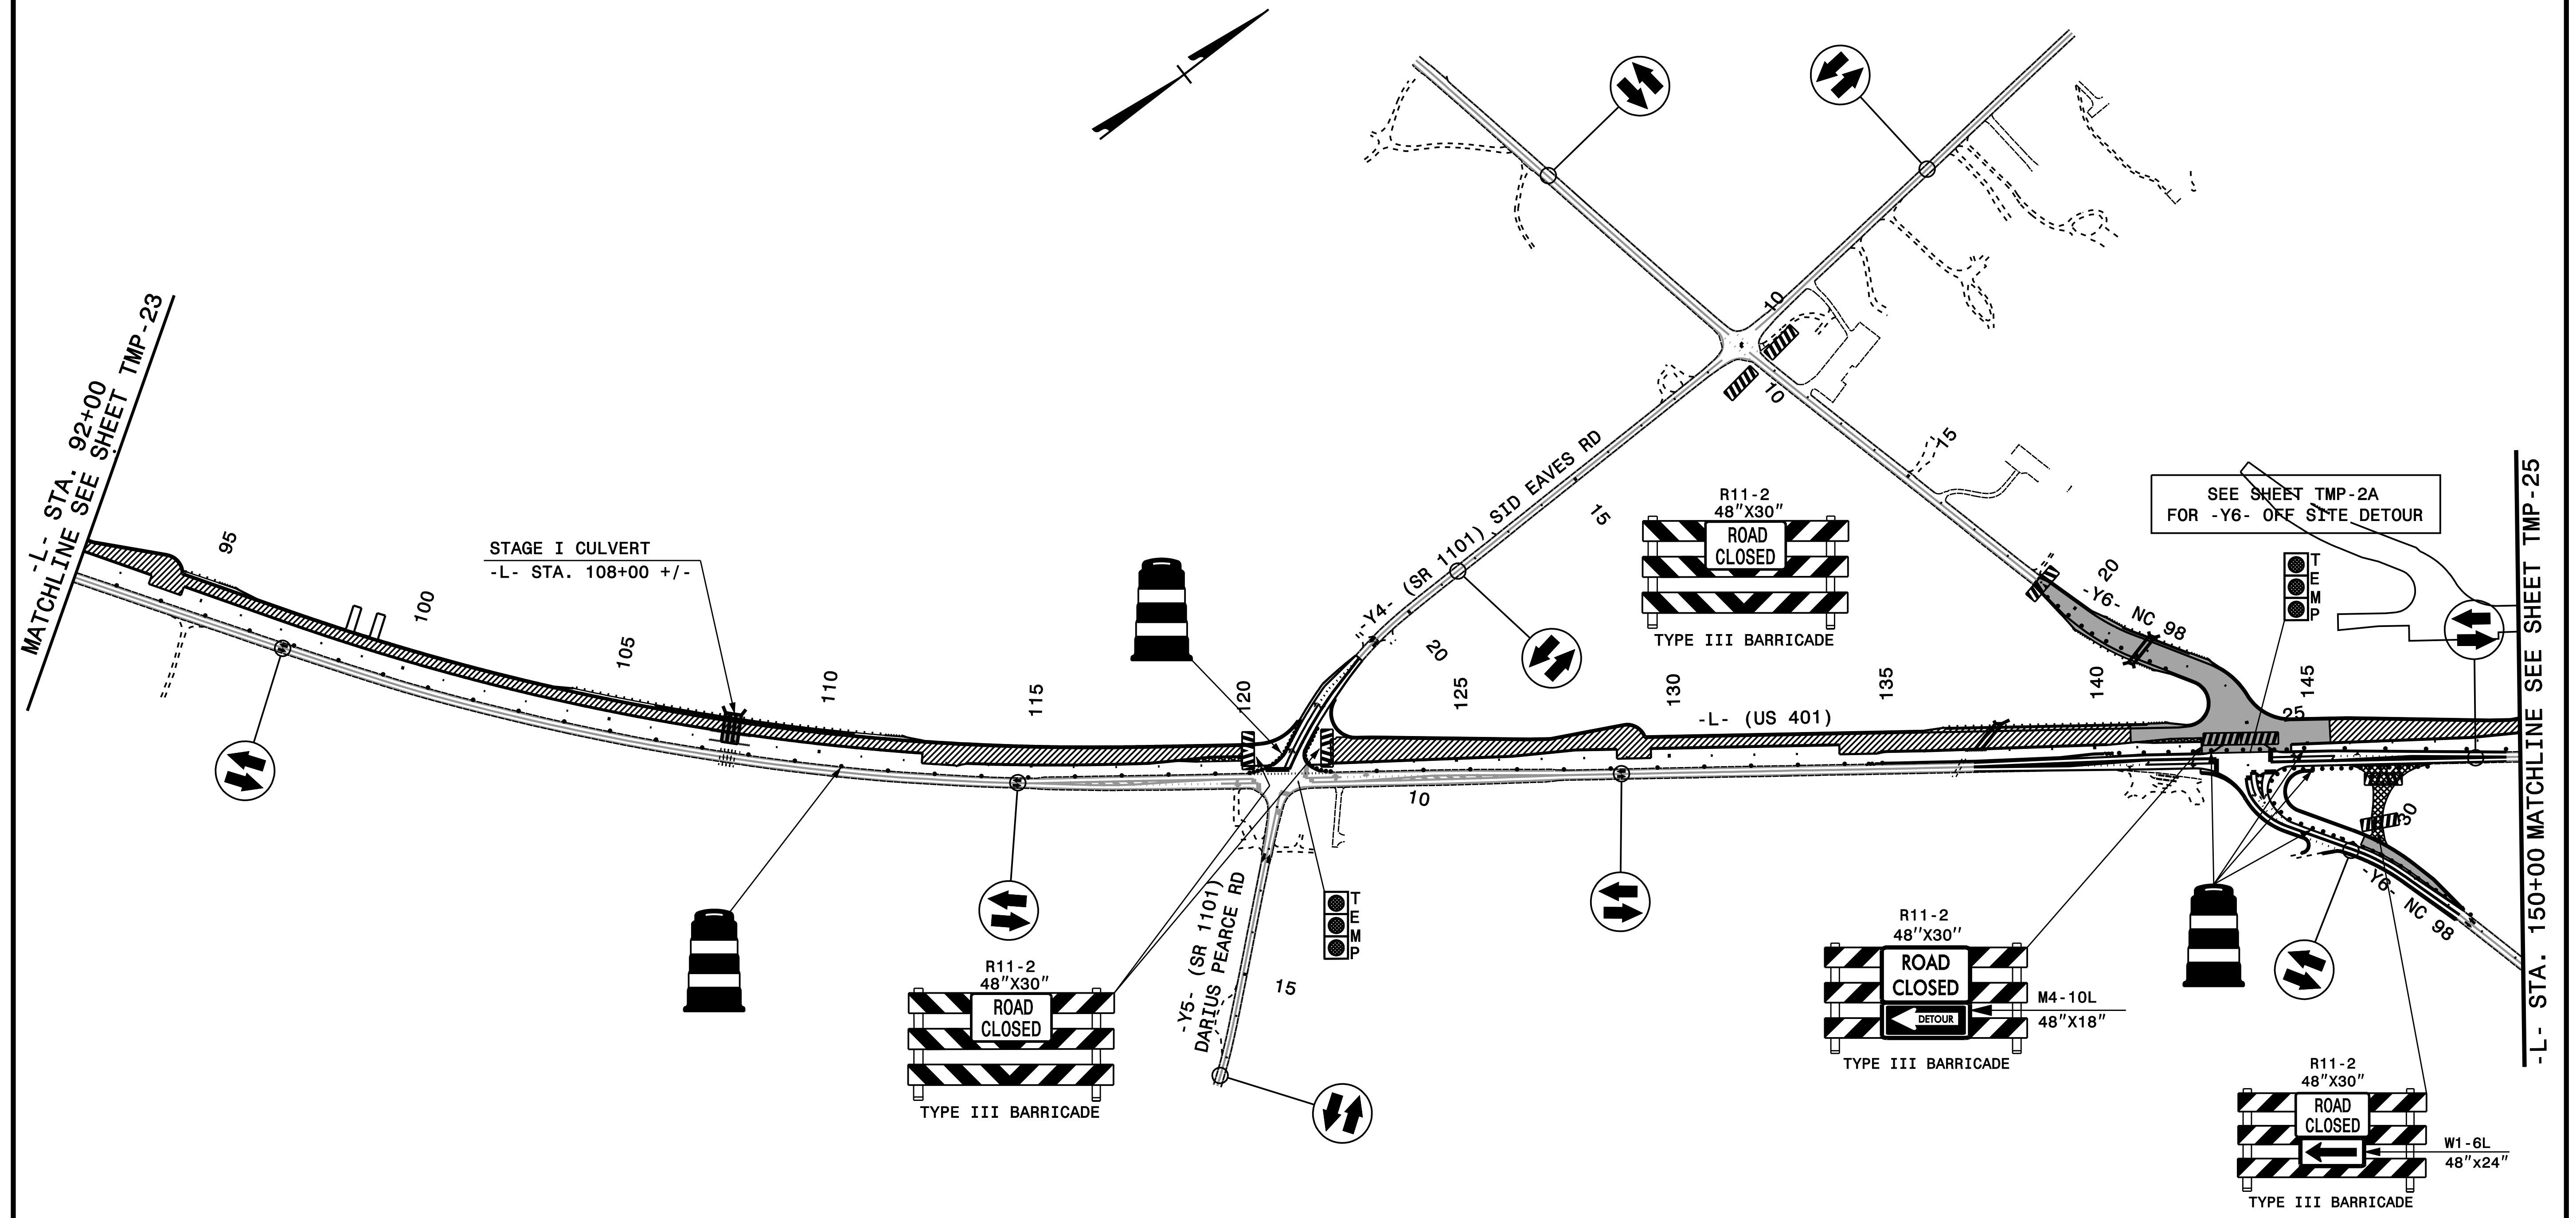 -L- STA. 92+00
MATCHLINE SEE SHEET TMP-23
95
100
105
110
115
120
125
130
135
140
145
STAGE I CULVERT
-L- STA. 108+00 +/-
10
10
15
15
20
20
25
30
10
15
-Y4- (SR 1101) SID EAVES RD
R11-2
48"X30"
ROAD
CLOSED
TYPE III BARRICADE
SEE SHEET TMP-2A
FOR -Y6- OFF SITE DETOUR
TEMP
-Y6- NC 98
-L- (US 401)
-Y6- NC 98
-Y5- (SR 1101)
DARIUS PEARCE RD
TEMP
R11-2
48"X30"
ROAD
CLOSED
TYPE III BARRICADE
R11-2
48"X30"
ROAD
CLOSED
DETOUR
M4-10L
48"X18"
TYPE III BARRICADE
R11-2
48"X30"
ROAD
CLOSED
W1-6L
48"x24"
TYPE III BARRICADE
-L- STA. 150+00 MATCHLINE SEE SHEET TMP-25